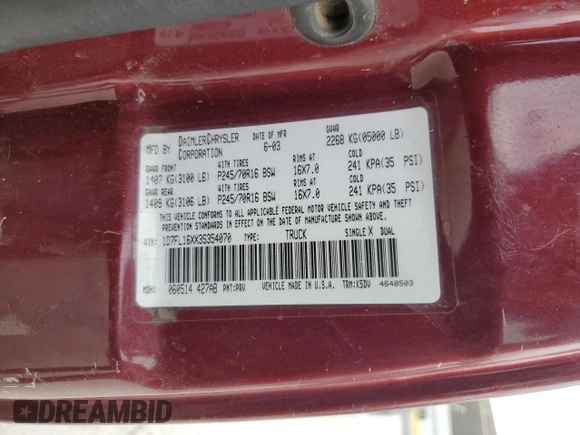 MFD BY DAIMLERCHRYSLER CORPORATION DATE OF MFR 6-03 GVWR 2268 KG(05000 LB)
GAWR FRONT WITH TIRES RIMS AT COLD
1407 KG(3100 LB) P245/70R16 BSW 16X7.0 241 KPA(35 PSI)
GAWR REAR WITH TIRES RIMS AT COLD
1409 KG(3106 LB) P245/70R16 BSW 16X7.0 241 KPA(35 PSI)
THIS VEHICLE CONFORMS TO ALL APPLICABLE FEDERAL MOTOR VEHICLE SAFETY AND THEFT
PREVENTION STANDARDS IN EFFECT ON THE DATE OF MANUFACTURE SHOWN ABOVE.
VIN: 1D7FL16XX3S354070 TYPE: TRUCK SINGLE X DUAL
MDH: 060514 427AB PNT: PRV VEHICLE MADE IN U.S.A. TRM: KSDV 4648503
DREAMBID